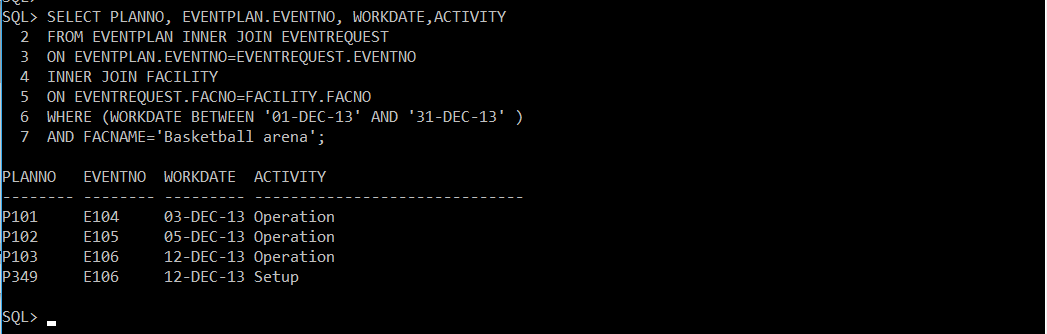 SQL> SELECT PLANNO, EVENTPLAN.EVENTNO, WORKDATE,ACTIVITY
  2  FROM EVENTPLAN INNER JOIN EVENTREQUEST
  3  ON EVENTPLAN.EVENTNO=EVENTREQUEST.EVENTNO
  4  INNER JOIN FACILITY
  5  ON EVENTREQUEST.FACNO=FACILITY.FACNO
  6  WHERE (WORKDATE BETWEEN '01-DEC-13' AND '31-DEC-13' )
  7  AND FACNAME='Basketball arena';
PLANNO   EVENTNO  WORKDATE  ACTIVITY
-------- -------- --------- ------------------------------
P101     E104     03-DEC-13 Operation
P102     E105     05-DEC-13 Operation
P103     E106     12-DEC-13 Operation
P349     E106     12-DEC-13 Setup
SQL>